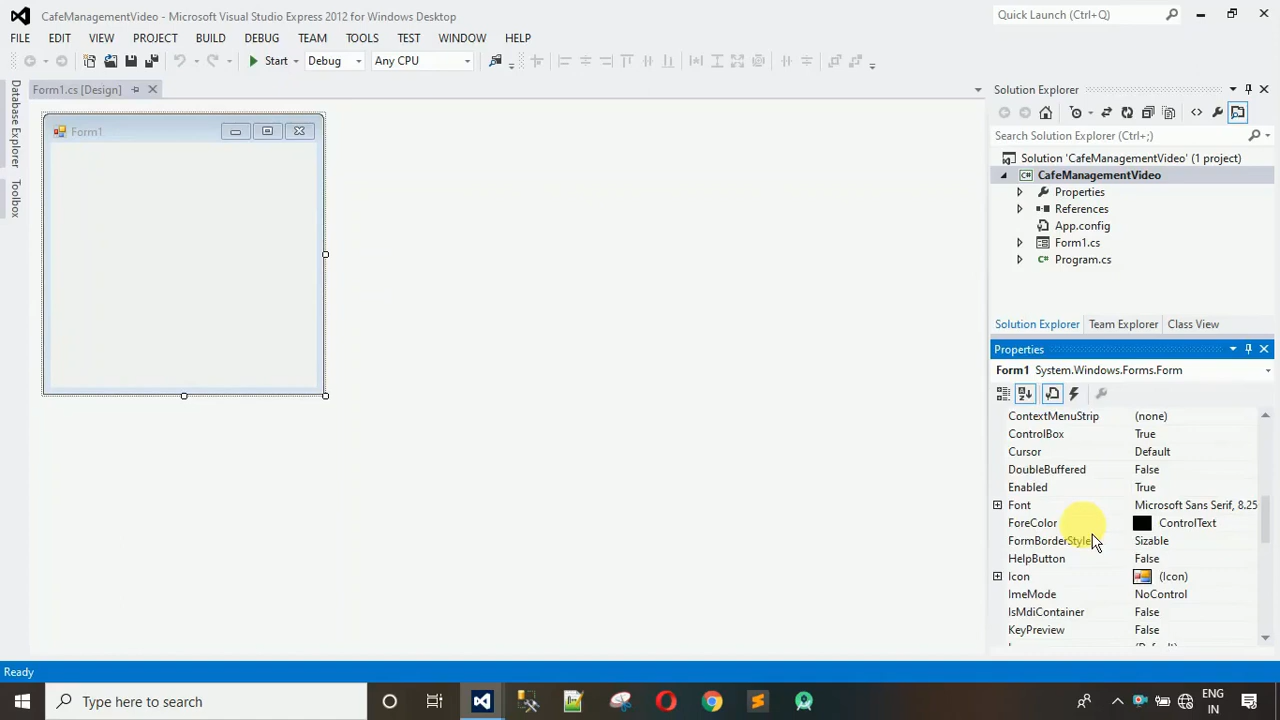 CafeManagementVideo - Microsoft Visual Studio Express 2012 for Windows Desktop
Quick Launch (Ctrl+Q)
FILE EDIT VIEW PROJECT BUILD DEBUG TEAM TOOLS TEST WINDOW HELP
Start Debug Any CPU
Database Explorer
Toolbox
Form1.cs [Design]
Form1
Solution Explorer
Search Solution Explorer (Ctrl+;)
Solution 'CafeManagementVideo' (1 project)
CafeManagementVideo
Properties
References
App.config
Form1.cs
Program.cs
Solution Explorer Team Explorer Class View
Properties
Form1 System.Windows.Forms.Form
ContextMenuStrip (none)
ControlBox True
Cursor Default
DoubleBuffered False
Enabled True
Font Microsoft Sans Serif, 8.25
ForeColor ControlText
FormBorderStyle Sizable
HelpButton False
Icon (Icon)
ImeMode NoControl
IsMdiContainer False
KeyPreview False
Ready
Type here to search
ENG
IN